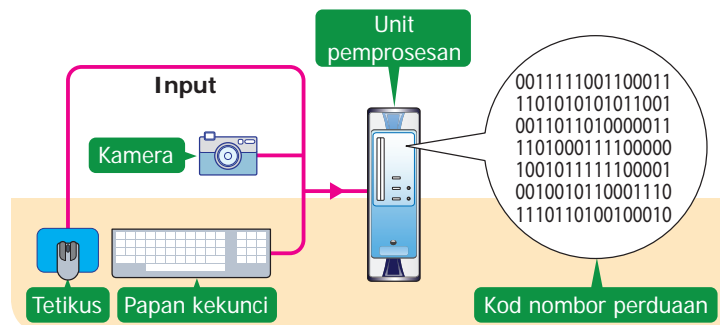 Unit
pemprosesan
Input
Kamera
Tetikus
Papan kekunci
0011111001100011
1101010101011001
0011011010000011
1101000111100000
1001011111100001
0010010110001110
1110110100100010
Kod nombor perduaan